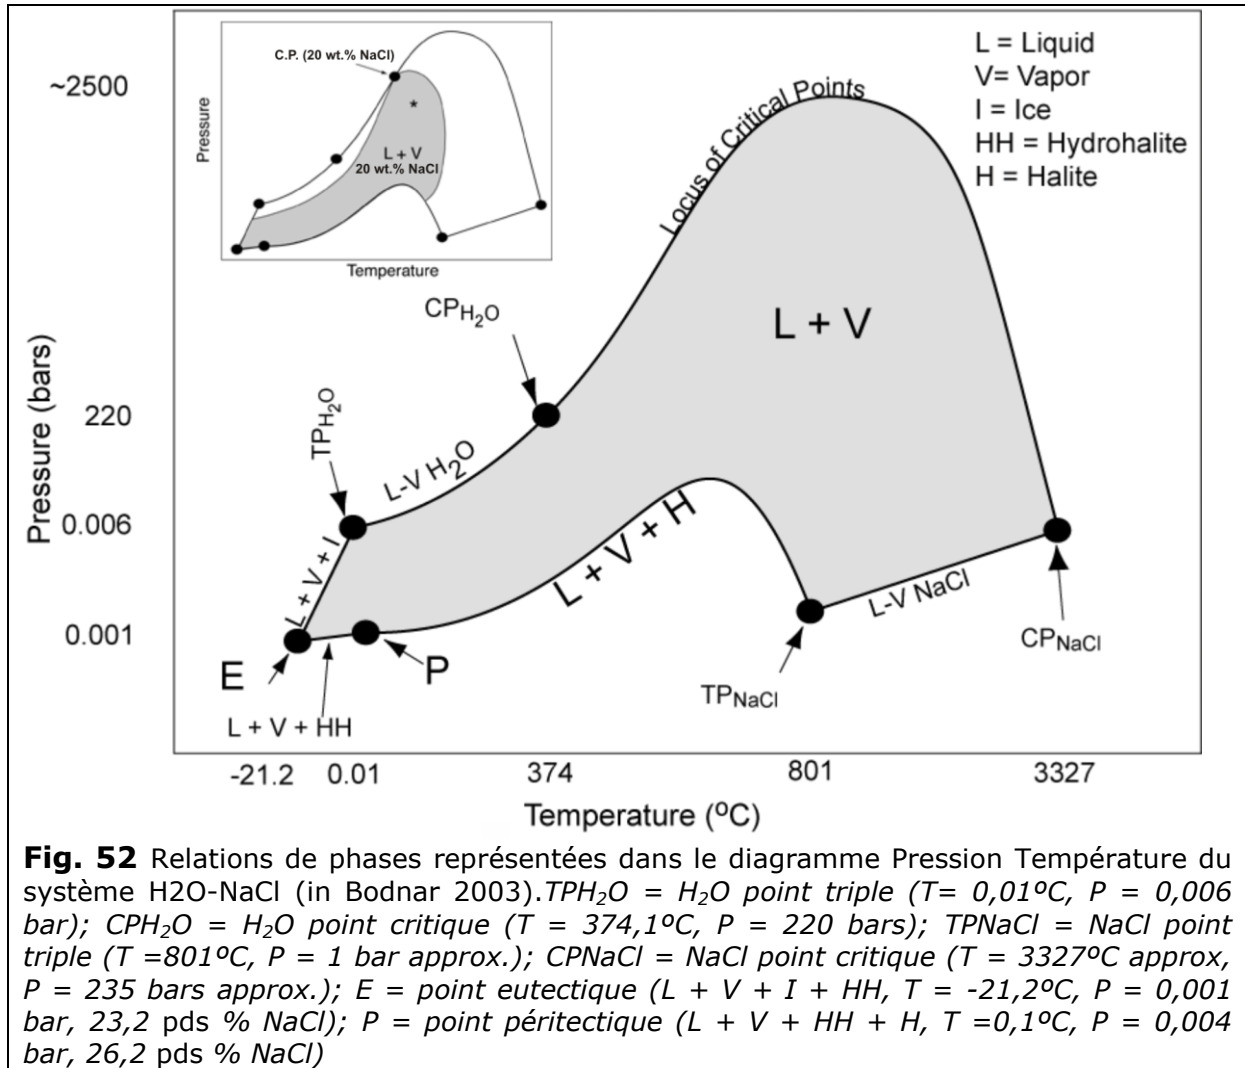 C.P. (20 wt.% NaCl)
Pressure
*
L + V
20 wt.% NaCl
Temperature
L = Liquid
V= Vapor
I = Ice
HH = Hydrohalite
H = Halite
~2500
220
0.006
0.001
Pressure (bars)
Locus of Critical Points
CPH₂O
L + V
TPH₂O
L-V H₂O
L + V + I
L + V + H
L-V NaCl
CPNaCl
TPNaCl
E
P
L + V + HH
-21.2
0.01
374
801
3327
Temperature (ºC)
Fig. 52 Relations de phases représentées dans le diagramme Pression Température du
système H2O-NaCl (in Bodnar 2003).TPH₂O = H₂O point triple (T= 0,01ºC, P = 0,006
bar); CPH₂O = H₂O point critique (T = 374,1ºC, P = 220 bars); TPNaCl = NaCl point
triple (T =801ºC, P = 1 bar approx.); CPNaCl = NaCl point critique (T = 3327ºC approx,
P = 235 bars approx.); E = point eutectique (L + V + I + HH, T = -21,2ºC, P = 0,001
bar, 23,2 pds % NaCl); P = point péritectique (L + V + HH + H, T =0,1ºC, P = 0,004
bar, 26,2 pds % NaCl)